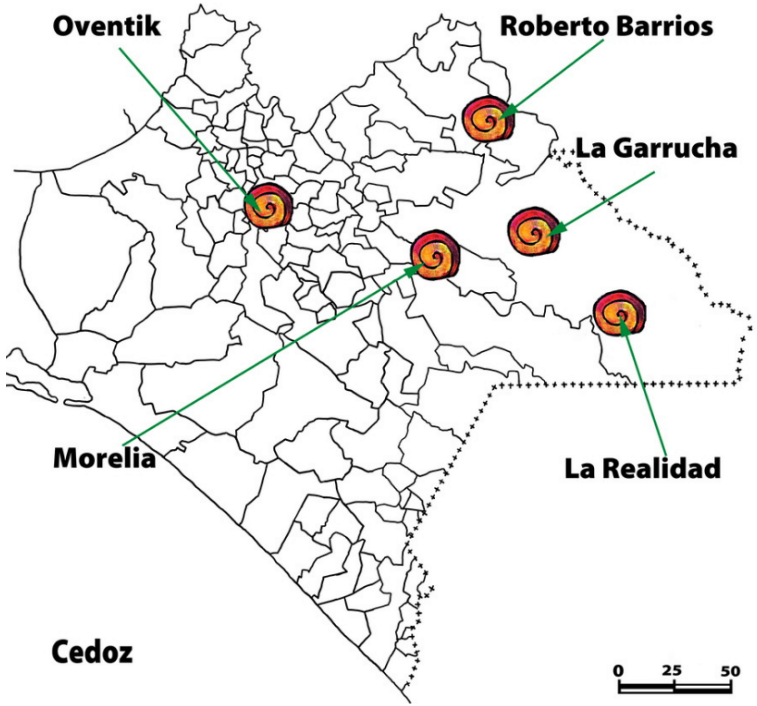 Oventik
Roberto Barrios
La Garrucha
Morelia
La Realidad
Cedoz
0 25 50